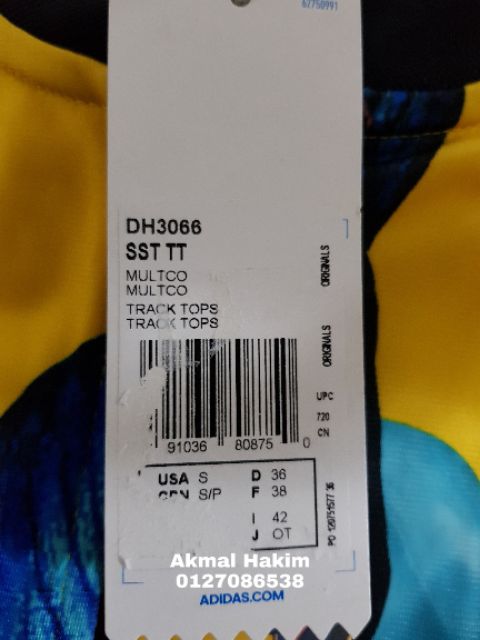 62750991
DH3066
SST TT
MULTCO
MULTCO
TRACK TOPS
TRACK TOPS
ORIGINALS
ORIGINALS
UPC
720
CN
91036 80875 0
USA S D 36
S/P F 38
I 42
J OT
Akmal Hakim
0127086538
ADIDAS.COM